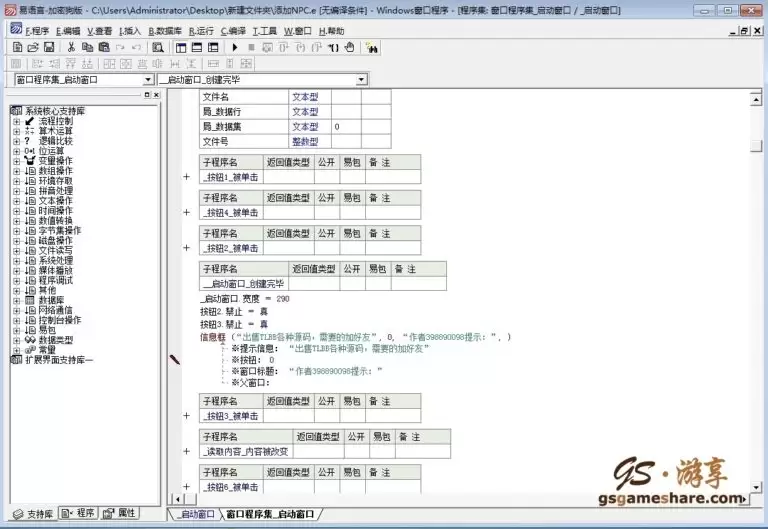 易语言-加密狗版 - C:\Users\Administrator\Desktop\新建文件夹\添加NPC.e [无编译条件] - Windows窗口程序 - [程序集: 窗口程序集_启动窗口 / _启动窗口]
F.程序 E.编辑 V.查看 I.插入 B.数据库 R.运行 C.编译 T.工具 W.窗口 H.帮助
窗口程序集_启动窗口 __启动窗口_创建完毕
系统核心支持库
流程控制
算术运算
逻辑比较
位运算
变量操作
数组操作
环境存取
拼音处理
文本操作
时间操作
数值转换
字节集操作
磁盘操作
文件读写
系统处理
媒体播放
程序调试
其他
数据库
网络通信
控制台操作
易包
数据类型
常量
扩展界面支持库一
支持库 程序 属性
文件名 文本型
局_数据行 文本型
局_数据集 文本型 0
文件号 整数型
子程序名 返回值类型 公开 易包 备 注
_按钮1_被单击
子程序名 返回值类型 公开 易包 备 注
_按钮4_被单击
子程序名 返回值类型 公开 易包 备 注
_按钮2_被单击
子程序名 返回值类型 公开 易包 备 注
__启动窗口_创建完毕
_启动窗口.宽度 = 290
按钮2.禁止 = 真
按钮3.禁止 = 真
信息框 (“出售TLBB各种源码，需要的加好友”, 0, “作者398890098提示：”, )
※提示信息: “出售TLBB各种源码，需要的加好友”
※按钮: 0
※窗口标题: “作者398890098提示：”
※父窗口:
子程序名 返回值类型 公开 易包 备 注
_按钮3_被单击
子程序名 返回值类型 公开 易包 备 注
_读取内容_内容被改变
子程序名 返回值类型 公开 易包 备 注
_按钮6_被单击
_启动窗口 窗口程序集_启动窗口
GS·游享
gsgameshare.com